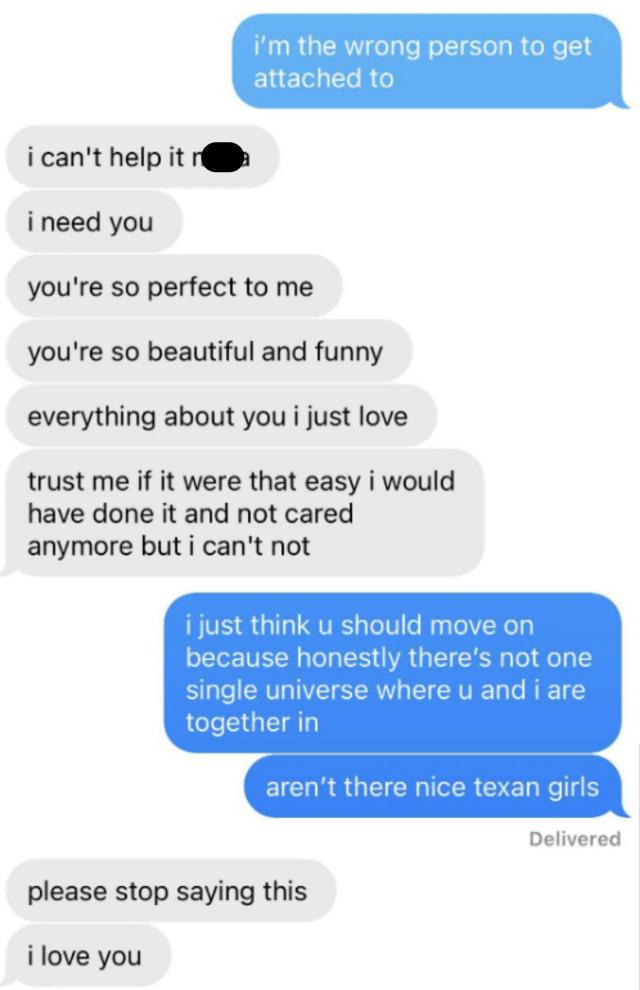 i'm the wrong person to get
attached to
i can't help it
i need you
you're so perfect to me
you're so beautiful and funny
everything about you i just love
trust me if it were that easy i would
have done it and not cared
anymore but i can't not
i just think u should move on
because honestly there's not one
single universe where u and i are
together in
aren't there nice texan girls
Delivered
please stop saying this
i love you